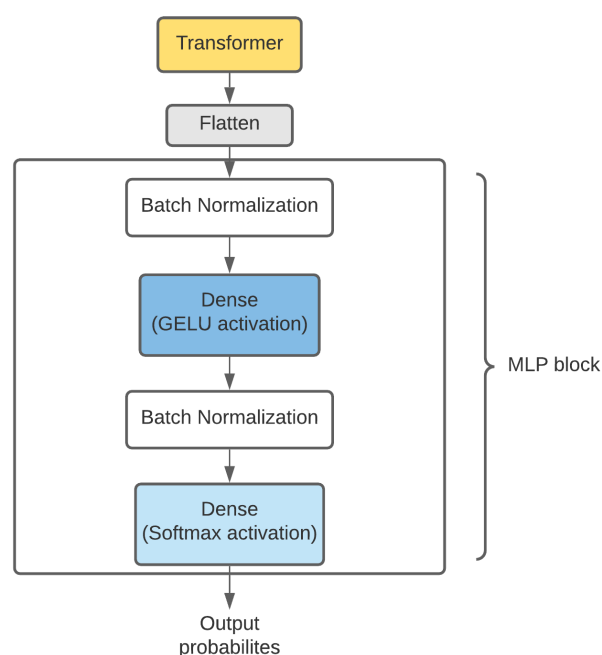 Transformer
Flatten
Batch Normalization
Dense
(GELU activation)
MLP block
Batch Normalization
Dense
(Softmax activation)
Output
probabilites